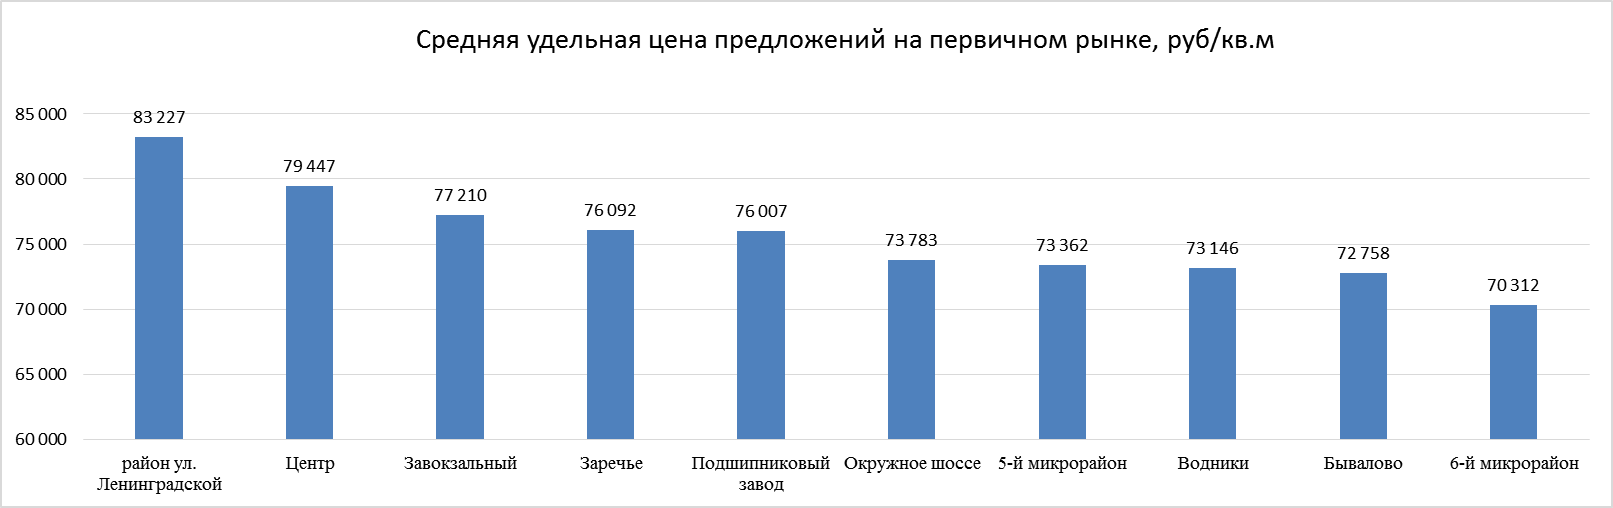 Средняя удельная цена предложений на первичном рынке, руб/кв.м
85 000
80 000
75 000
70 000
65 000
60 000
83 227
79 447
77 210
76 092
76 007
73 783
73 362
73 146
72 758
70 312
район ул.
Ленинградской
Центр
Завокзальный
Заречье
Подшипниковый
завод
Окружное шоссе
5-й микрорайон
Водники
Бывалово
6-й микрорайон